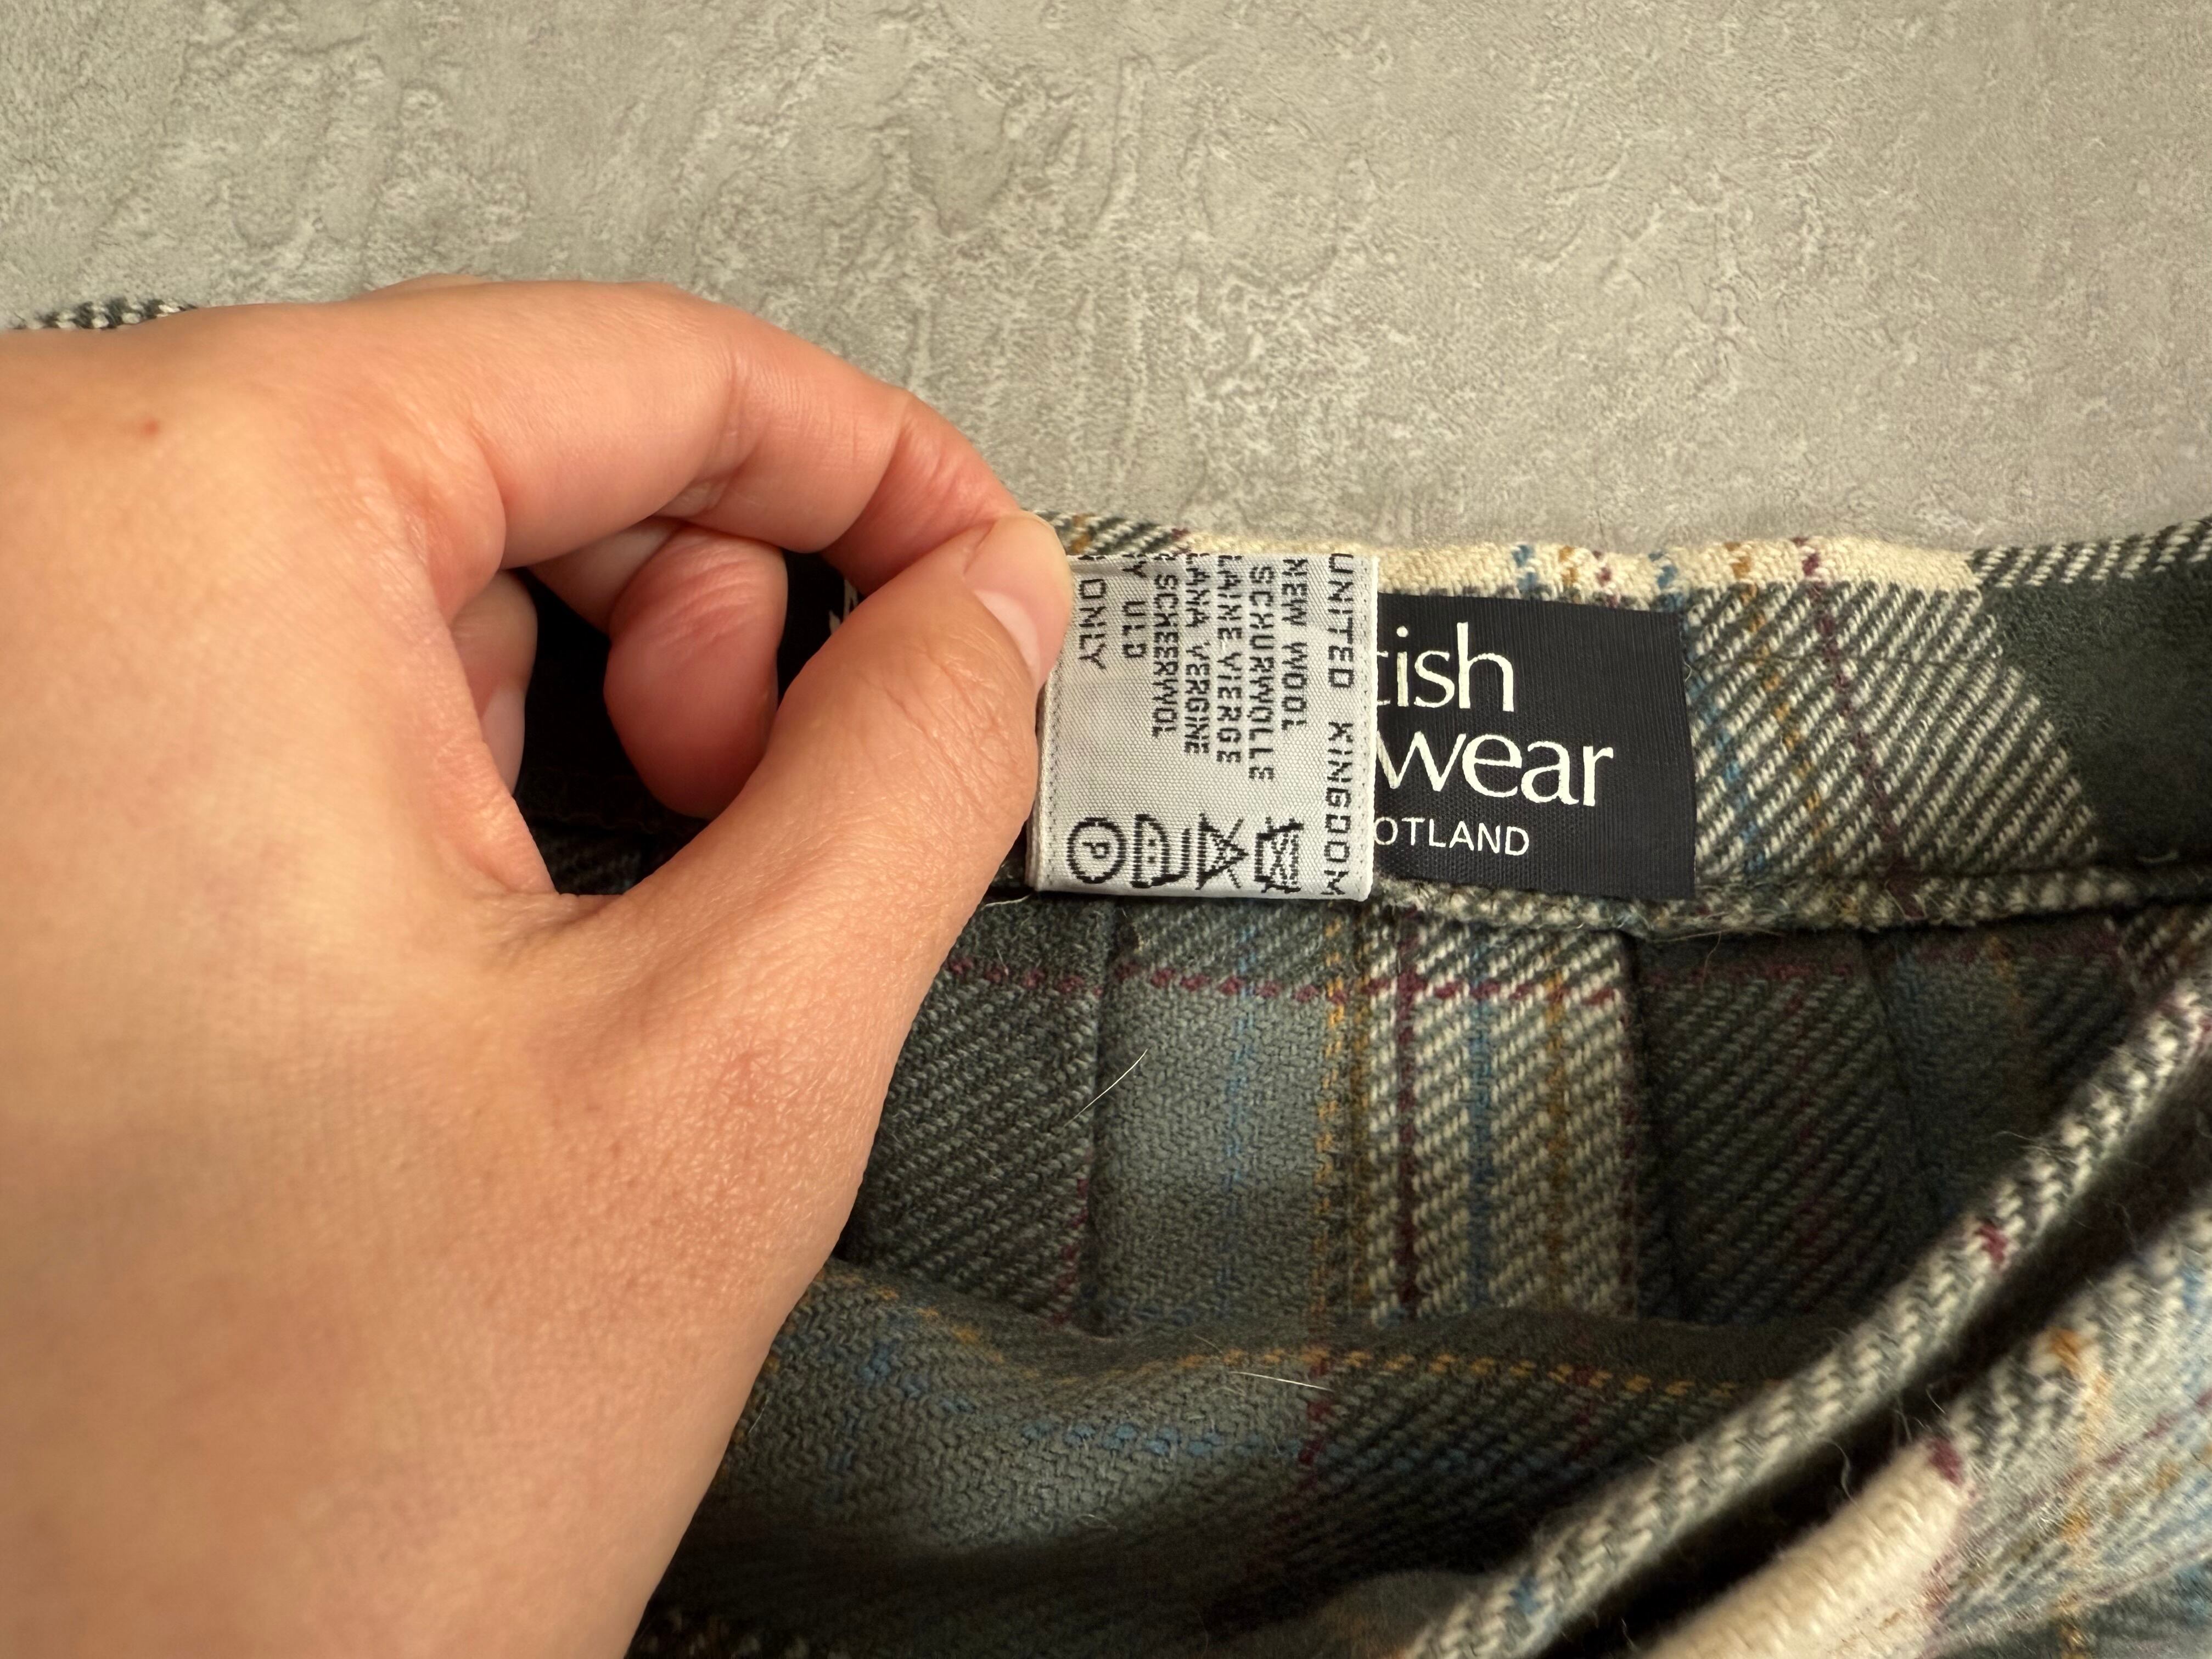 UNITED KINGDOM
NEW WOOL
SCHURWOLLE
LAINE VIERGE
LANA VERGINE
SCHEERWOL
Y ULD
ONLY
P
tish
wear
OTLAND